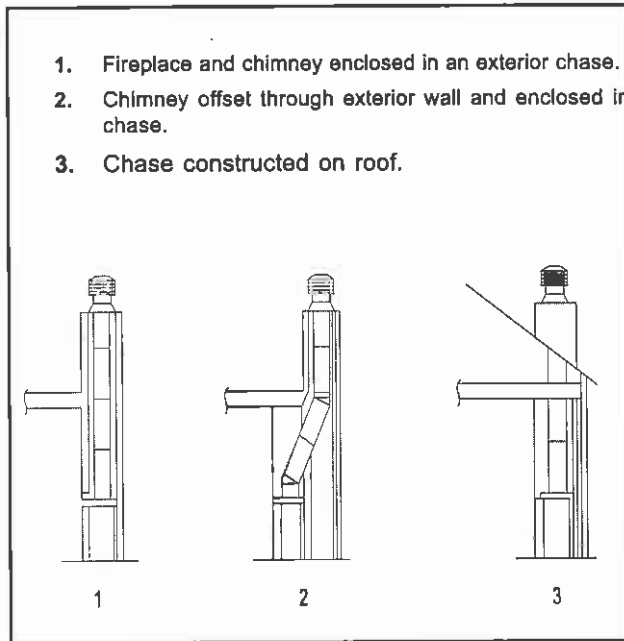 1. Fireplace and chimney enclosed in an exterior chase.
2. Chimney offset through exterior wall and enclosed in
chase.
3. Chase constructed on roof.
1 2 3